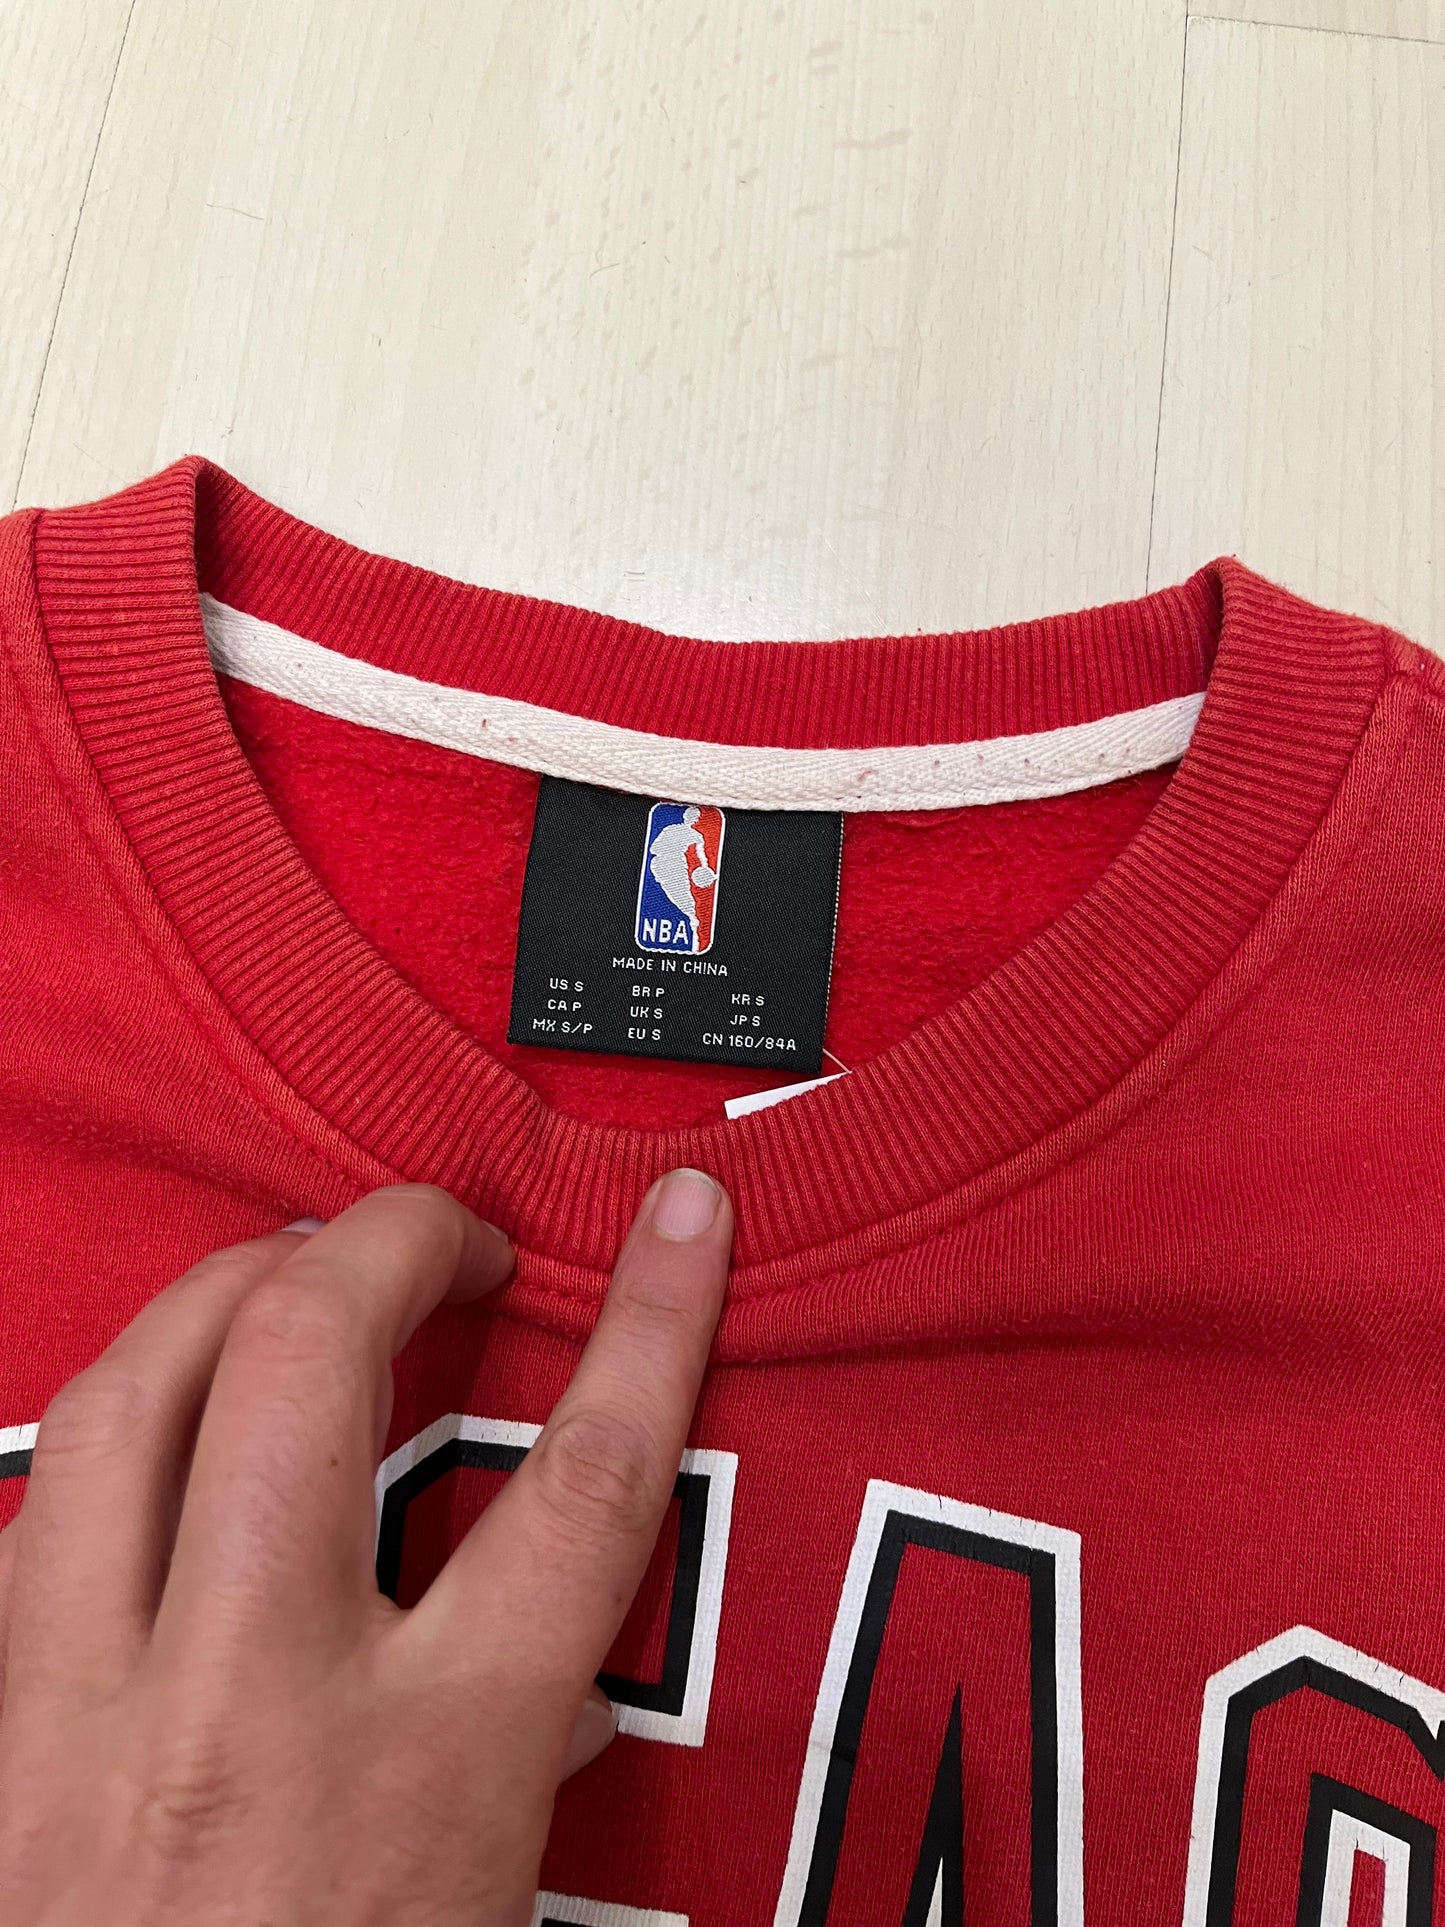 NBA
MADE IN CHINA
US S BR P KR S
CA P UK S JP S
MX S/P EU S CN 160/84A